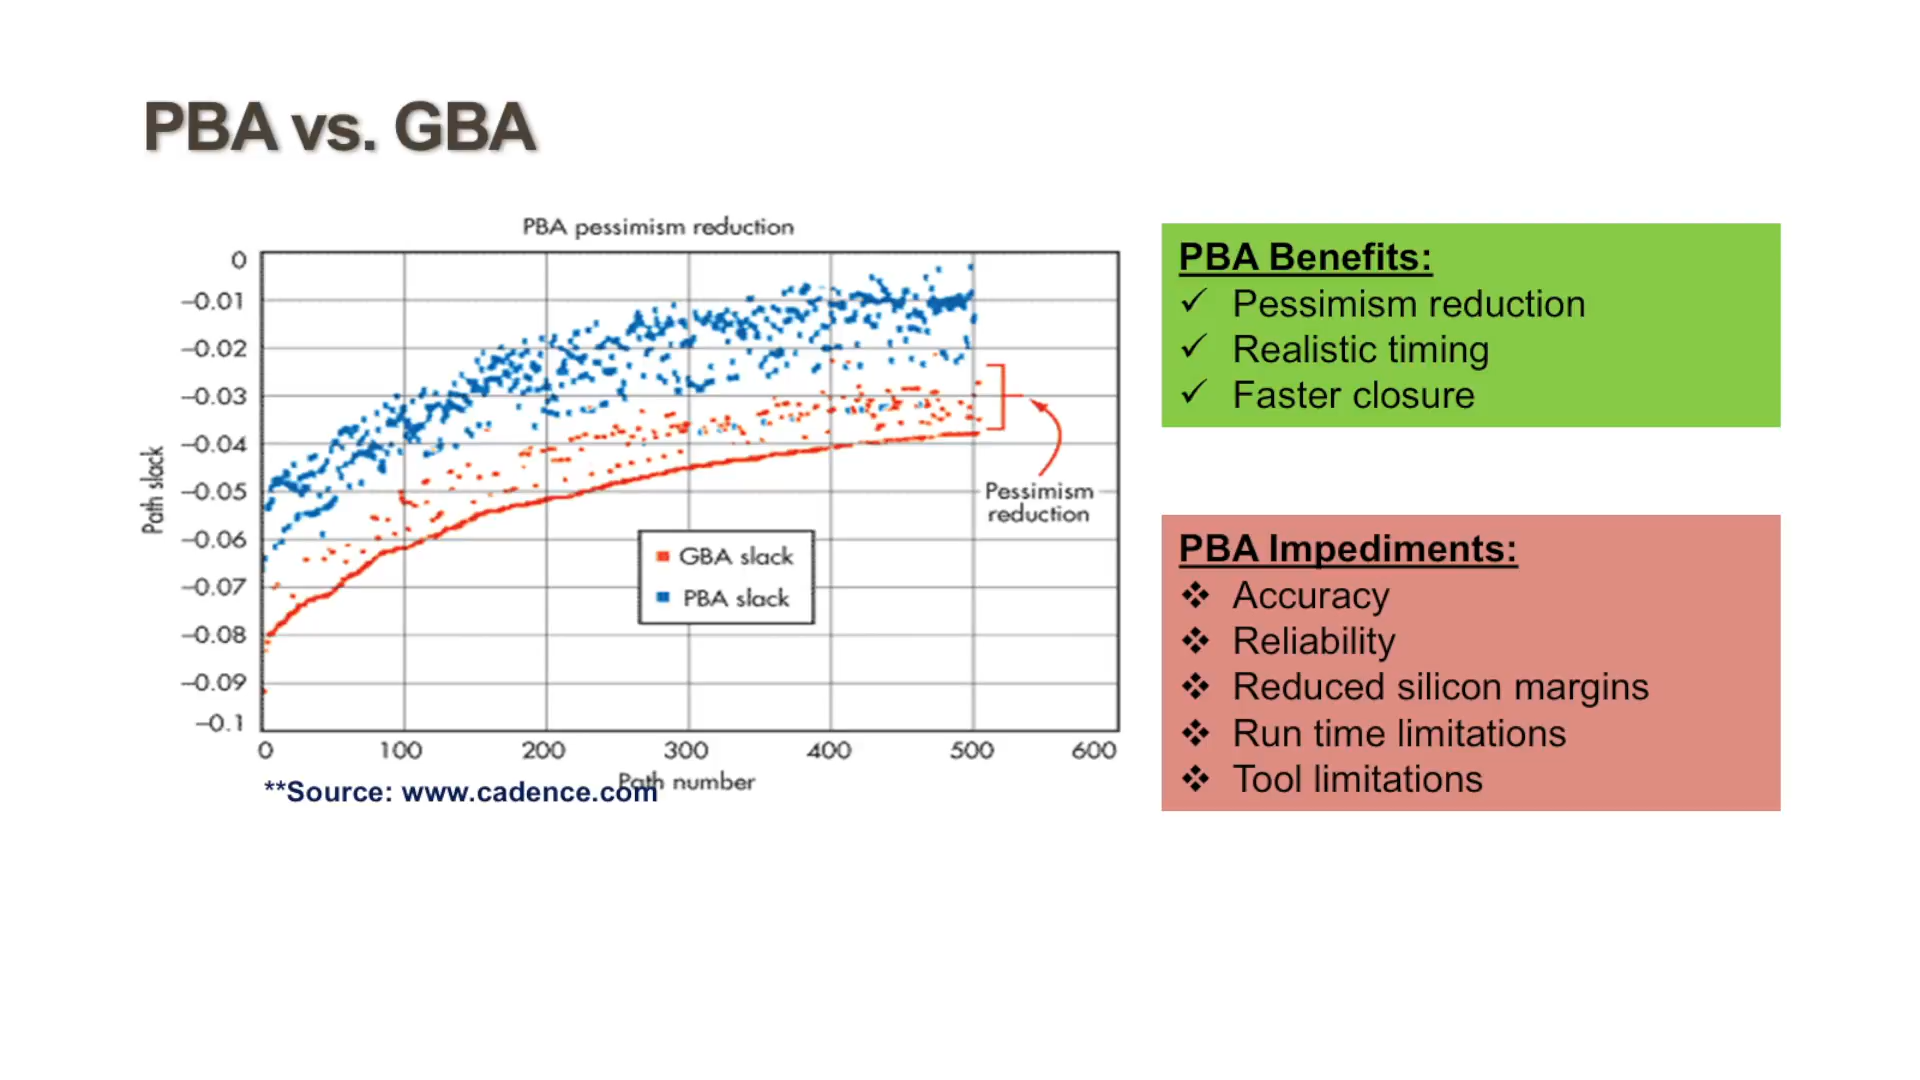 PBA vs. GBA
PBA pessimism reduction
0
–0.01
–0.02
–0.03
–0.04
–0.05
–0.06
–0.07
–0.08
–0.09
–0.1
Path slack
GBA slack
PBA slack
Pessimism
reduction
0 100 200 300 400 500 600
Path number
**Source: www.cadence.com
PBA Benefits:
✓ Pessimism reduction
✓ Realistic timing
✓ Faster closure
PBA Impediments:
❖ Accuracy
❖ Reliability
❖ Reduced silicon margins
❖ Run time limitations
❖ Tool limitations